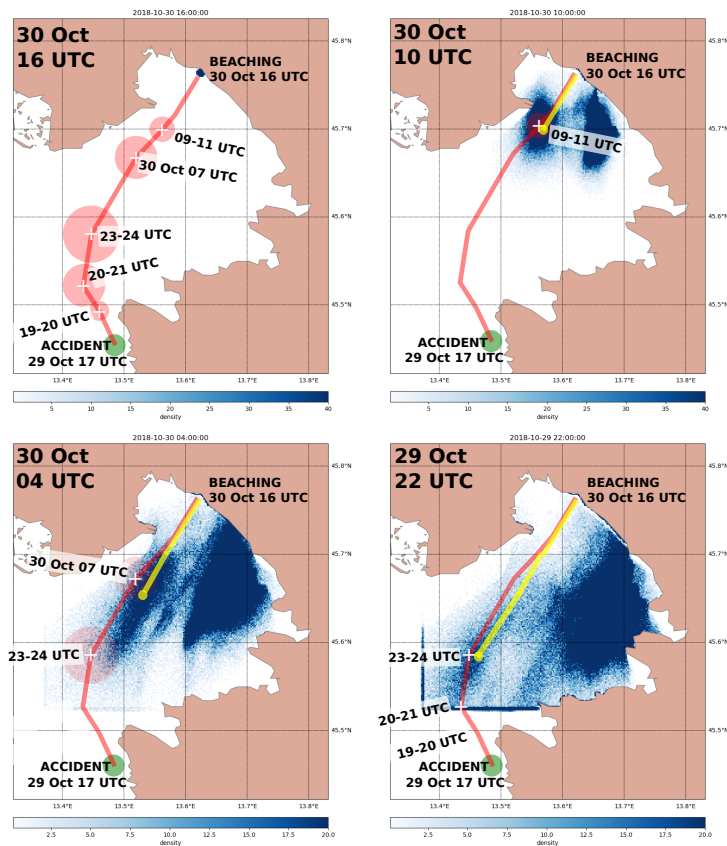 2018-10-30 16:00:00
30 Oct
16 UTC
BEACHING
30 Oct 16 UTC
09-11 UTC
30 Oct 07 UTC
23-24 UTC
20-21 UTC
19-20 UTC
ACCIDENT
29 Oct 17 UTC
45.8°N
45.7°N
45.6°N
45.5°N
13.4°E 13.5°E 13.6°E 13.7°E 13.8°E
5 10 15 20 25 30 35 40
density
2018-10-30 10:00:00
30 Oct
10 UTC
BEACHING
30 Oct 16 UTC
09-11 UTC
ACCIDENT
29 Oct 17 UTC
45.8°N
45.7°N
45.6°N
45.5°N
13.4°E 13.5°E 13.6°E 13.7°E 13.8°E
5 10 15 20 25 30 35 40
density
2018-10-30 04:00:00
30 Oct
04 UTC
BEACHING
30 Oct 16 UTC
30 Oct 07 UTC
23-24 UTC
ACCIDENT
29 Oct 17 UTC
45.8°N
45.7°N
45.6°N
45.5°N
13.4°E 13.5°E 13.6°E 13.7°E 13.8°E
2.5 5.0 7.5 10.0 12.5 15.0 17.5 20.0
density
2018-10-29 22:00:00
29 Oct
22 UTC
BEACHING
30 Oct 16 UTC
23-24 UTC
20-21 UTC
19-20 UTC
ACCIDENT
29 Oct 17 UTC
45.8°N
45.7°N
45.6°N
45.5°N
13.4°E 13.5°E 13.6°E 13.7°E 13.8°E
2.5 5.0 7.5 10.0 12.5 15.0 17.5 20.0
density